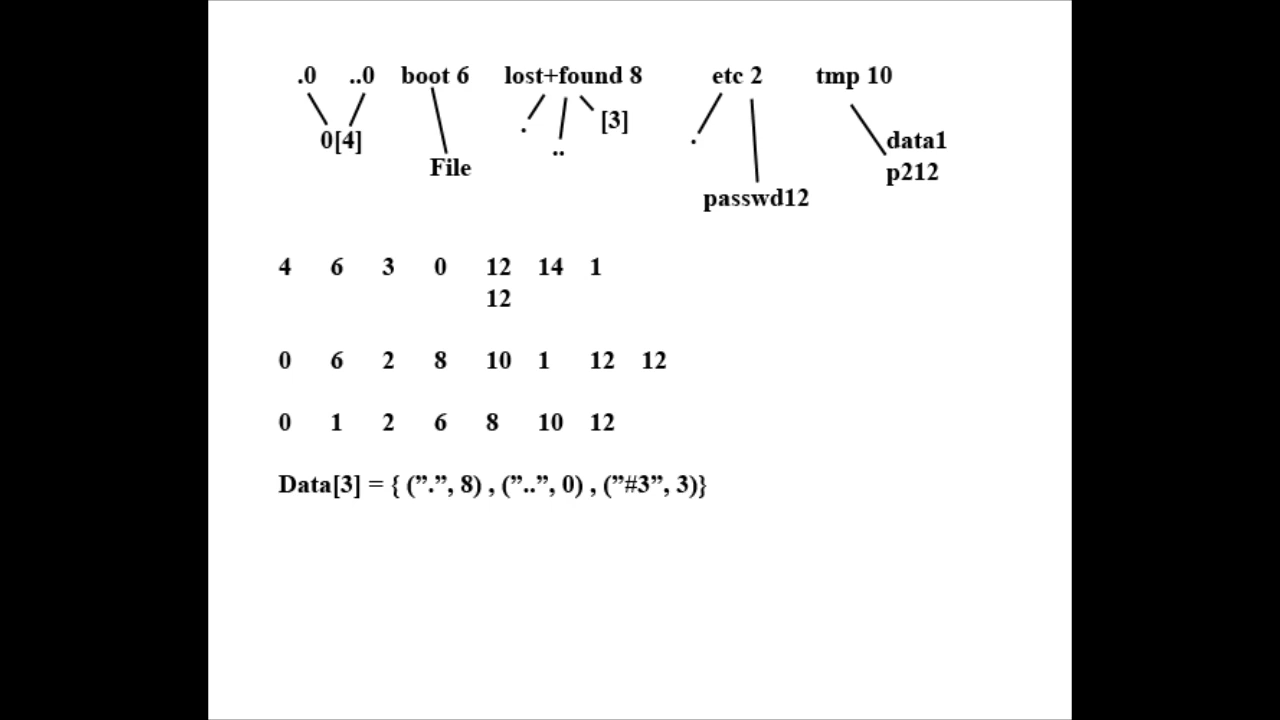 .0 ..0 boot 6 lost+found 8 etc 2 tmp 10
0[4] File . .. [3] . passwd12 data1
p212
4 6 3 0 12 14 1
12
0 6 2 8 10 1 12 12
0 1 2 6 8 10 12
Data[3] = { (”.”, 8) , (”..”, 0) , (”#3”, 3)}